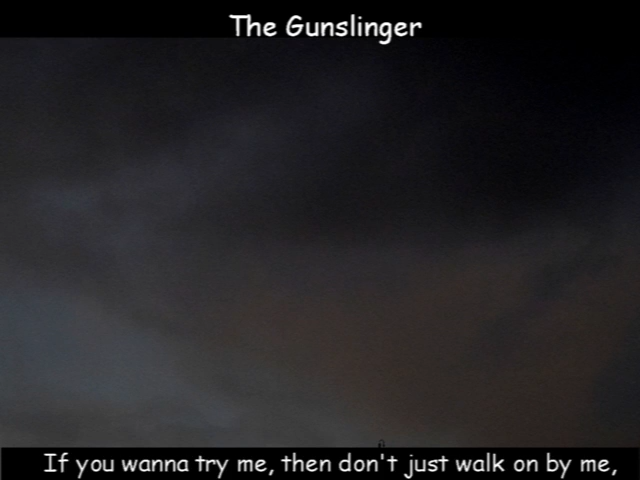 The Gunslinger
If you wanna try me, then don't just walk on by me,